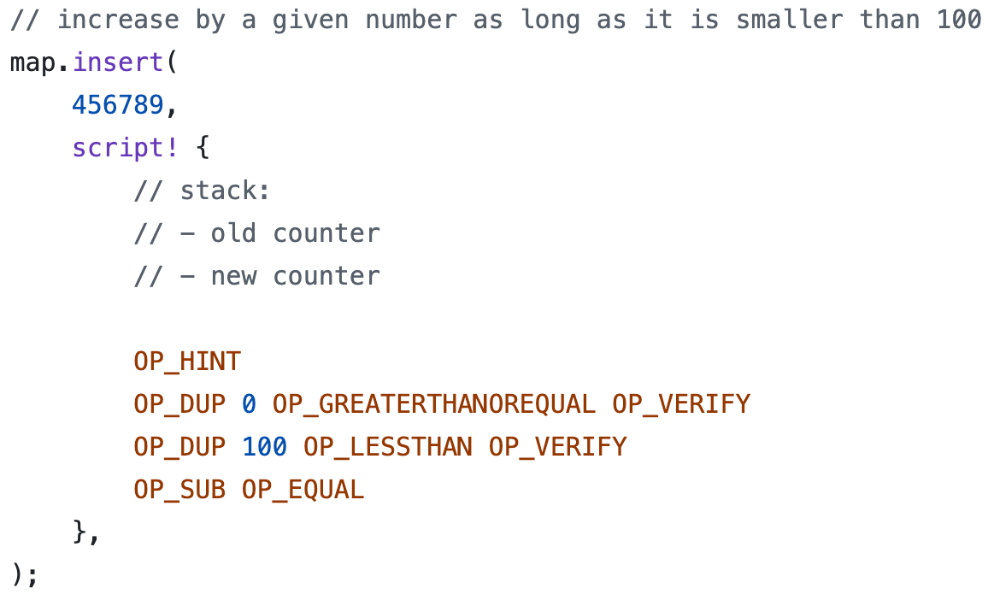 // increase by a given number as long as it is smaller than 100
map.insert(
    456789,
    script! {
        // stack:
        // - old counter
        // - new counter

        OP_HINT
        OP_DUP 0 OP_GREATERTHANOREQUAL OP_VERIFY
        OP_DUP 100 OP_LESSTHAN OP_VERIFY
        OP_SUB OP_EQUAL
    },
);